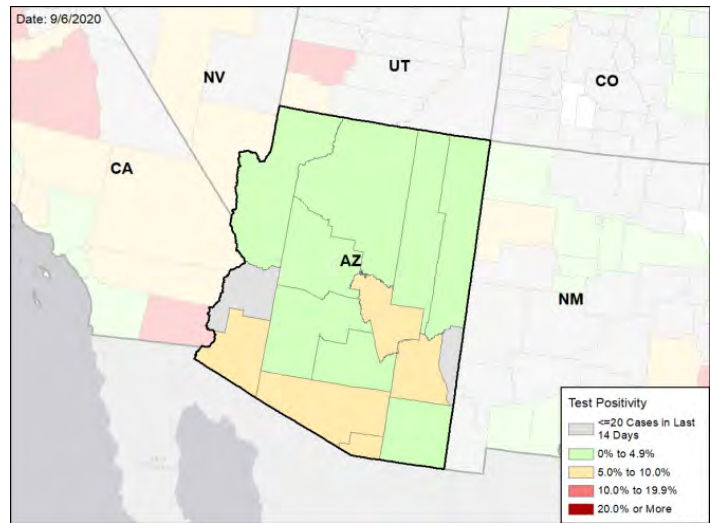 Date: 9/6/2020
UT
NV
CO
CA
AZ
NM
Test Positivity
<=20 Cases in Last
14 Days
0% to 4.9%
5.0% to 10.0%
10.0% to 19.9%
20.0% or More